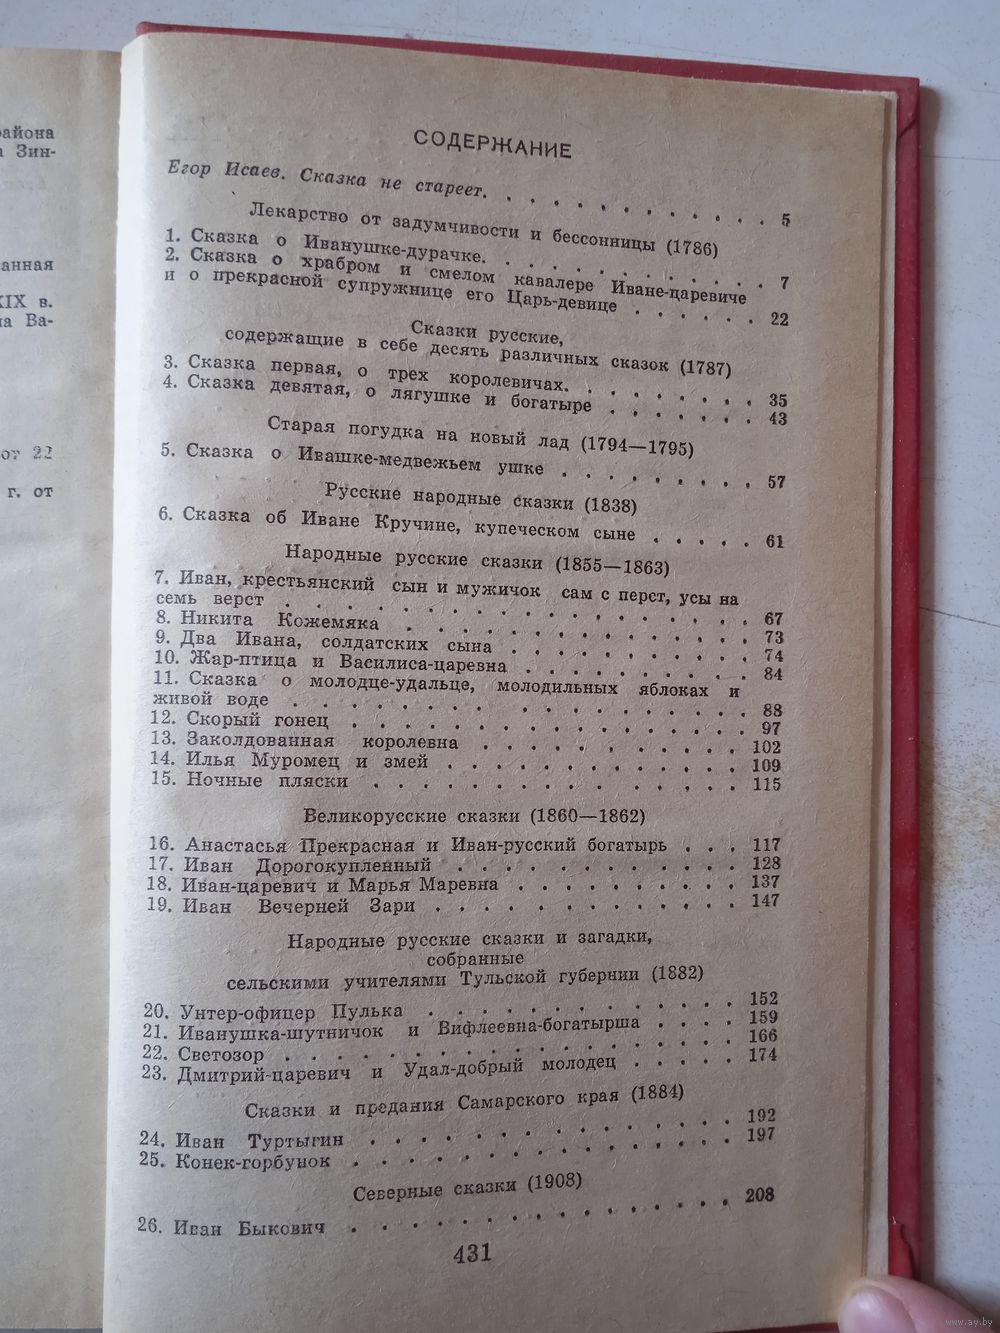 района
а Зин-
анная
XIX в.
на Ва-
от 22
г. от
СОДЕРЖАНИЕ
Егор Исаев. Сказка не стареет. . . . . . . . . . . . . 5
Лекарство от задумчивости и бессонницы (1786)
1. Сказка о Иванушке-дурачке. . . . . . . . . . . . 7
2. Сказка о храбром и смелом кавалере Иване-царевиче
и о прекрасной супружнице его Царь-девице . . . . . . 22
Сказки русские,
содержащие в себе десять различных сказок (1787)
3. Сказка первая, о трех королевичах. . . . . . . . . 35
4. Сказка девятая, о лягушке и богатыре . . . . . . . 43
Старая погудка на новый лад (1794—1795)
5. Сказка о Ивашке-медвежьем ушке . . . . . . . . . 57
Русские народные сказки (1838)
6. Сказка об Иване Кручине, купеческом сыне . . . . . 61
Народные русские сказки (1855—1863)
7. Иван, крестьянский сын и мужичок сам с перст, усы на
семь верст . . . . . . . . . . . . . . . . 67
8. Никита Кожемяка . . . . . . . . . . . . 73
9. Два Ивана, солдатских сына . . . . . . . . . 74
10. Жар-птица и Василиса-царевна . . . . . . . . . 84
11. Сказка о молодце-удальце, молодильных яблоках и
живой воде . . . . . . . . . . . . . . . . 88
12. Скорый гонец . . . . . . . . . . . . . . 97
13. Заколдованная королевна . . . . . . . . . . 102
14. Илья Муромец и змей . . . . . . . . . . . 109
15. Ночные пляски . . . . . . . . . . . . . 115
Великорусские сказки (1860—1862)
16. Анастасья Прекрасная и Иван-русский богатырь . . . 117
17. Иван Дорогокупленный . . . . . . . . . . . 128
18. Иван-царевич и Марья Маревна . . . . . . . . . 137
19. Иван Вечерней Зари . . . . . . . . . . . . 147
Народные русские сказки и загадки,
собранные
сельскими учителями Тульской губернии (1882)
20. Унтер-офицер Пулька . . . . . . . . . . . . 152
21. Иванушка-шутничок и Вифлеевна-богатырша . . . . 159
22. Светозор . . . . . . . . . . . . . . . . . 166
23. Дмитрий-царевич и Удал-добрый молодец . . . . . 174
Сказки и предания Самарского края (1884)
24. Иван Туртыгин . . . . . . . . . . . . . . 192
25. Конек-горбунок . . . . . . . . . . . . . . 197
Северные сказки (1908)
26. Иван Быкович . . . . . . . . . . . . . . . 208
431
www.ay.by